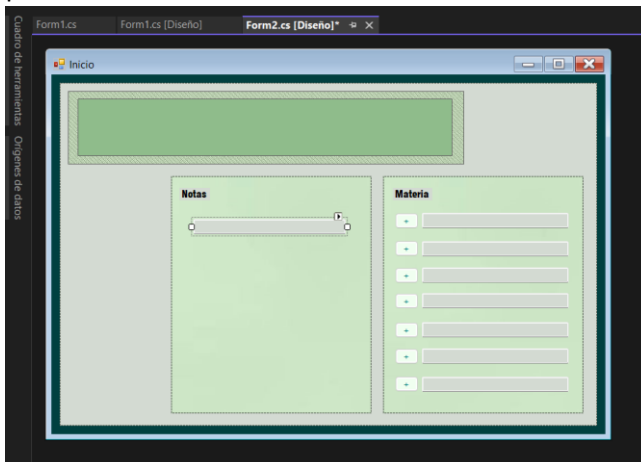 Form1.cs
Form1.cs [Diseño]
Form2.cs [Diseño]*
Cuadro de herramientas
Orígenes de datos
Inicio
Notas
Materia
+
+
+
+
+
+
+